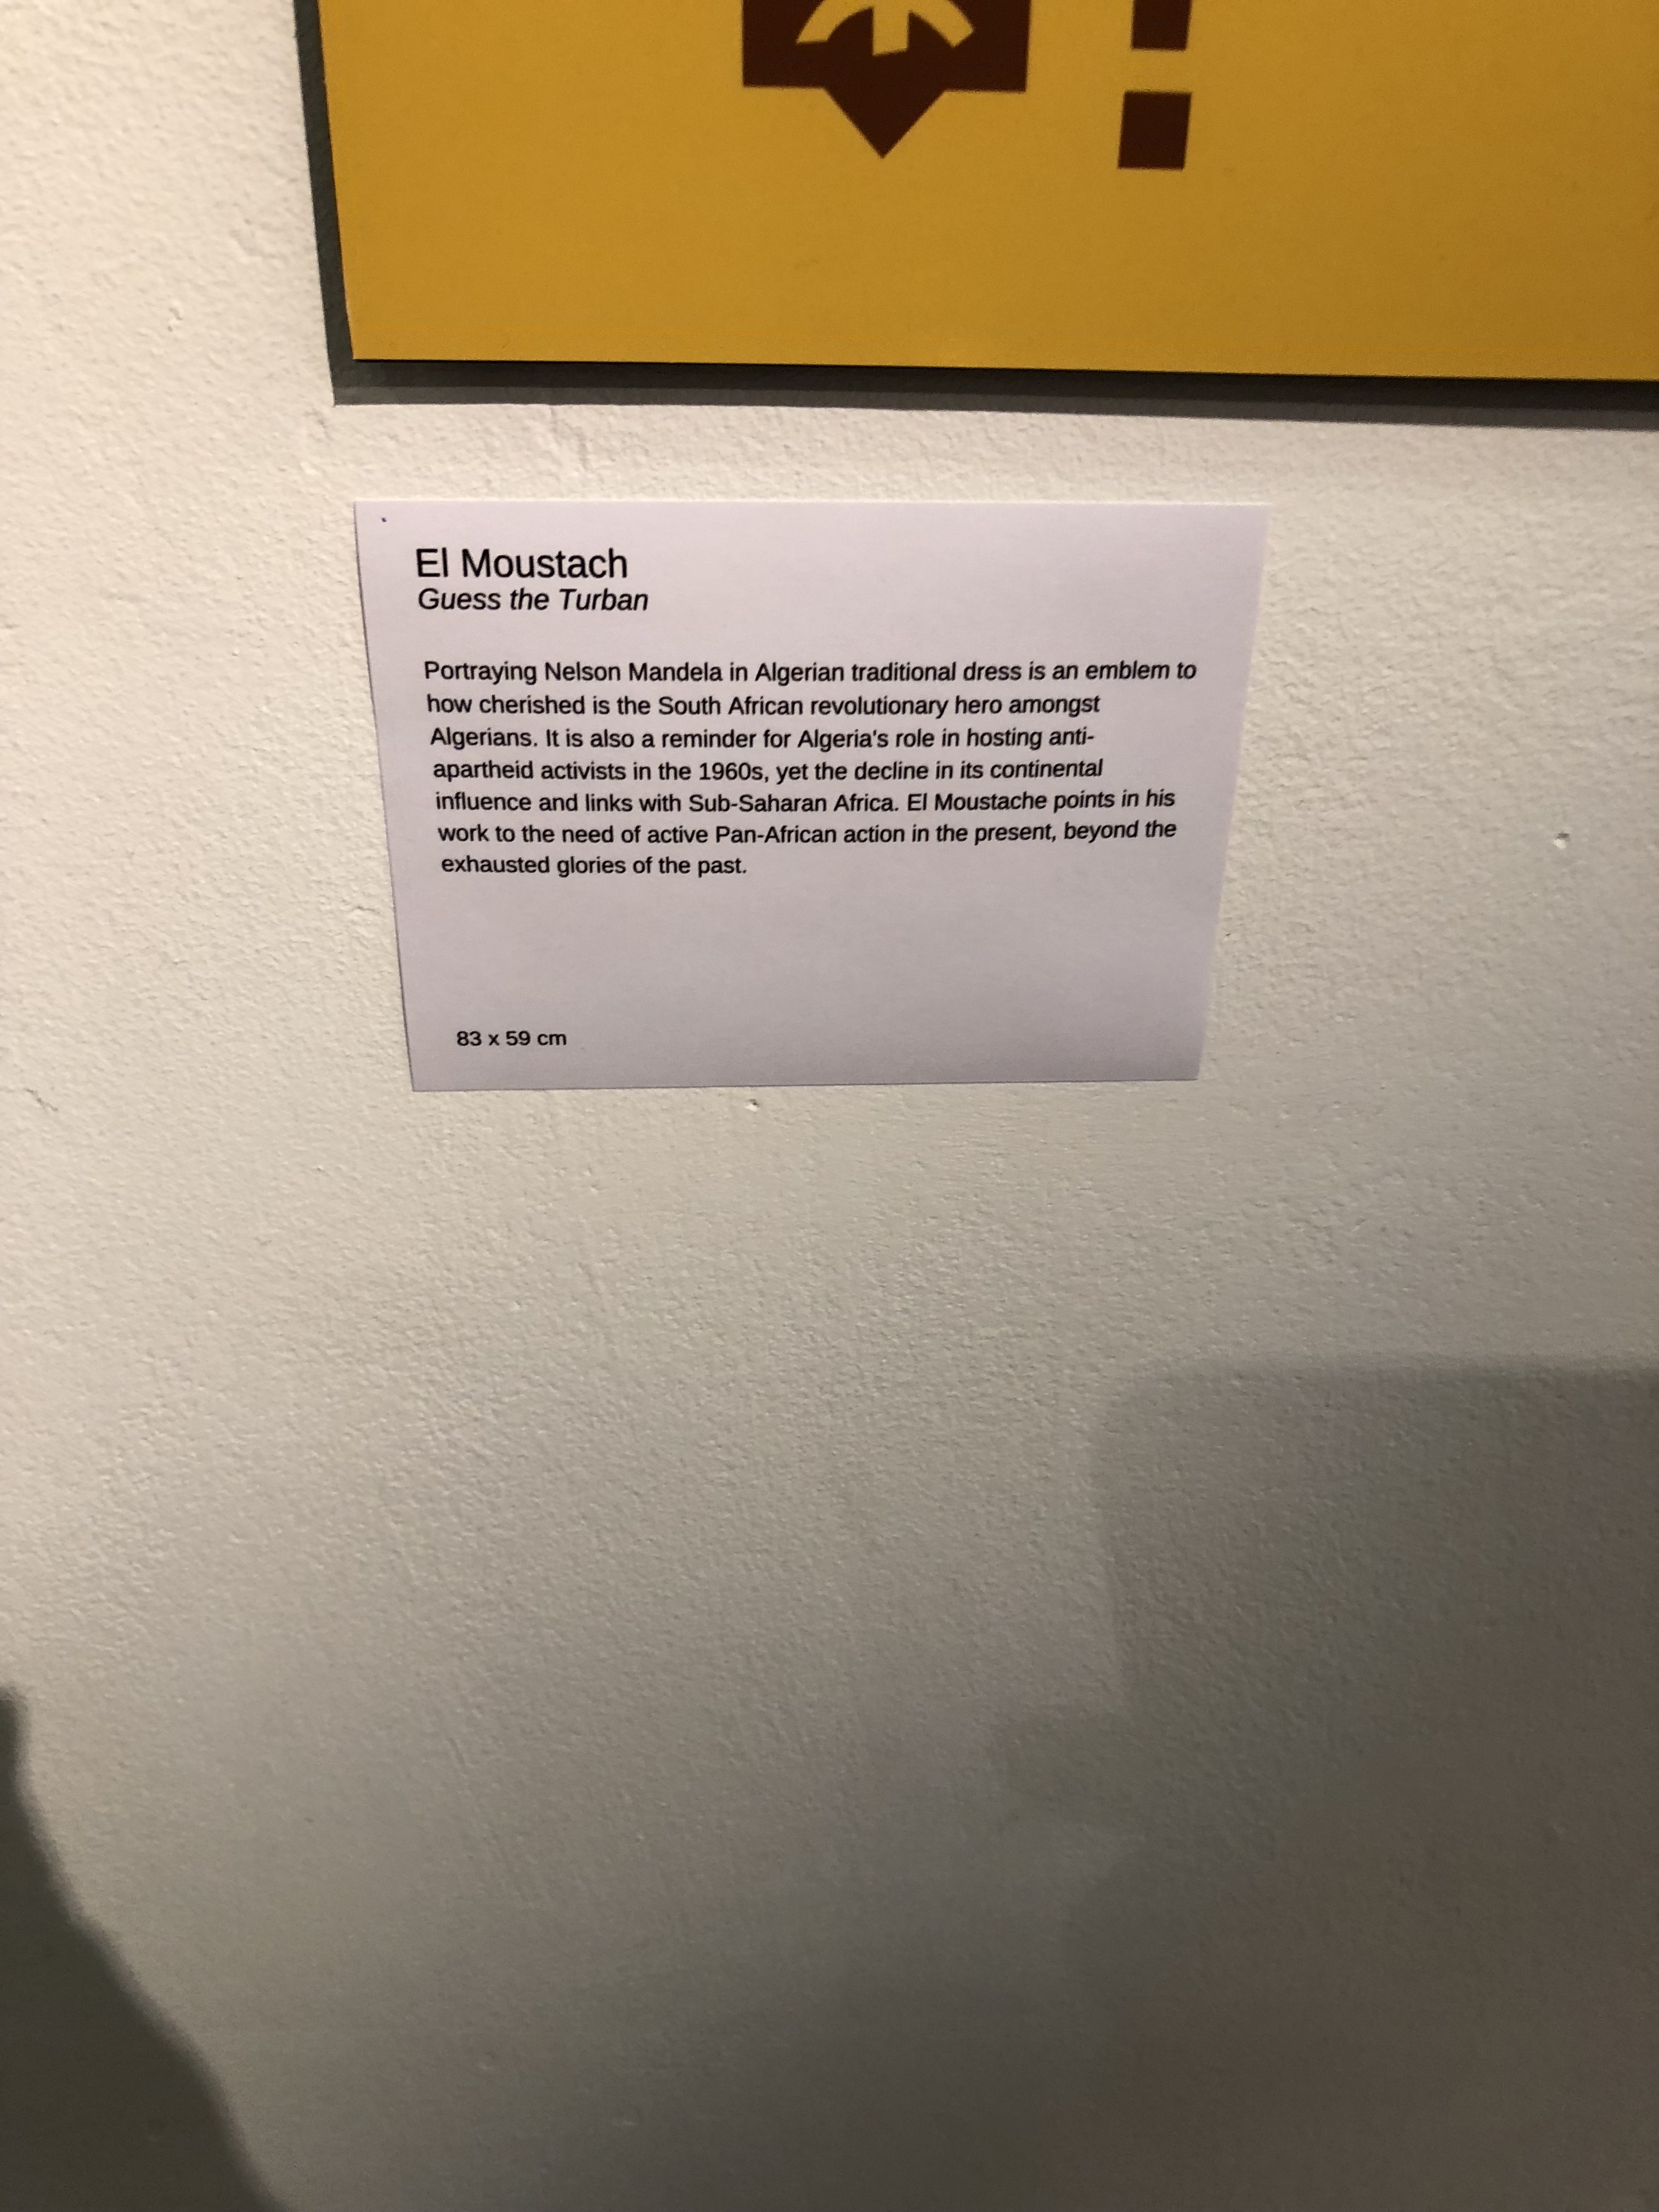 El Moustach
Guess the Turban
Portraying Nelson Mandela in Algerian traditional dress is an emblem to
how cherished is the South African revolutionary hero amongst
Algerians. It is also a reminder for Algeria's role in hosting anti-
apartheid activists in the 1960s, yet the decline in its continental
influence and links with Sub-Saharan Africa. El Moustache points in his
work to the need of active Pan-African action in the present, beyond the
exhausted glories of the past.
83 x 59 cm